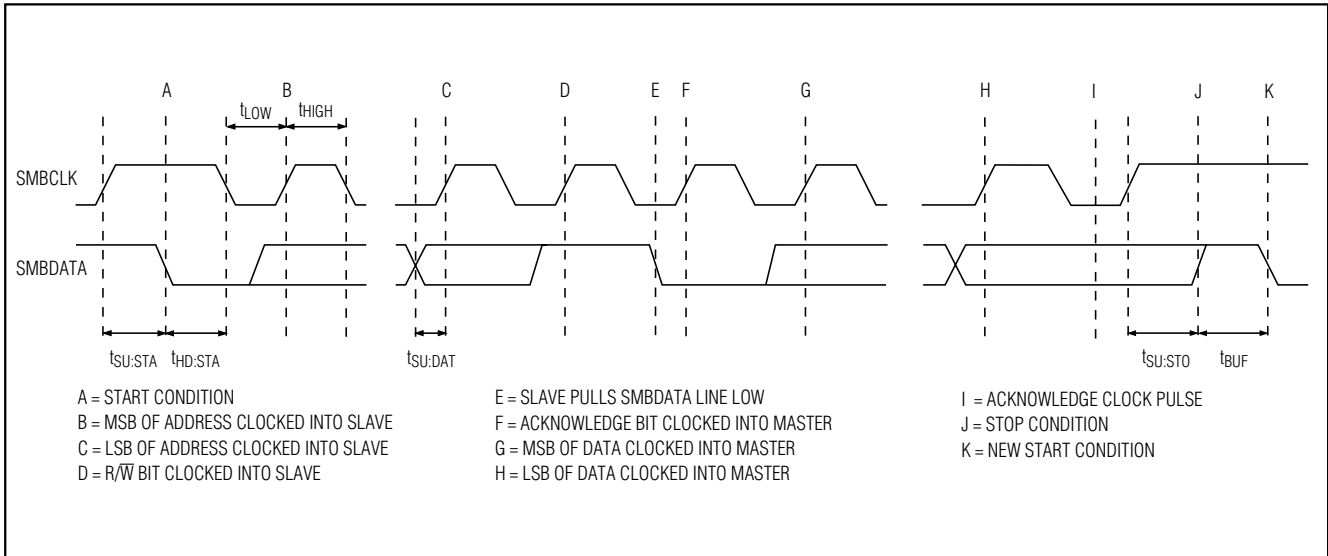 A B C D E F G H I J K
tLOW tHIGH
SMBCLK
SMBDATA
tSU:STA tHD:STA tSU:DAT tSU:STO tBUF
A = START CONDITION
B = MSB OF ADDRESS CLOCKED INTO SLAVE
C = LSB OF ADDRESS CLOCKED INTO SLAVE
D = R/W̅ BIT CLOCKED INTO SLAVE
E = SLAVE PULLS SMBDATA LINE LOW
F = ACKNOWLEDGE BIT CLOCKED INTO MASTER
G = MSB OF DATA CLOCKED INTO MASTER
H = LSB OF DATA CLOCKED INTO MASTER
I = ACKNOWLEDGE CLOCK PULSE
J = STOP CONDITION
K = NEW START CONDITION